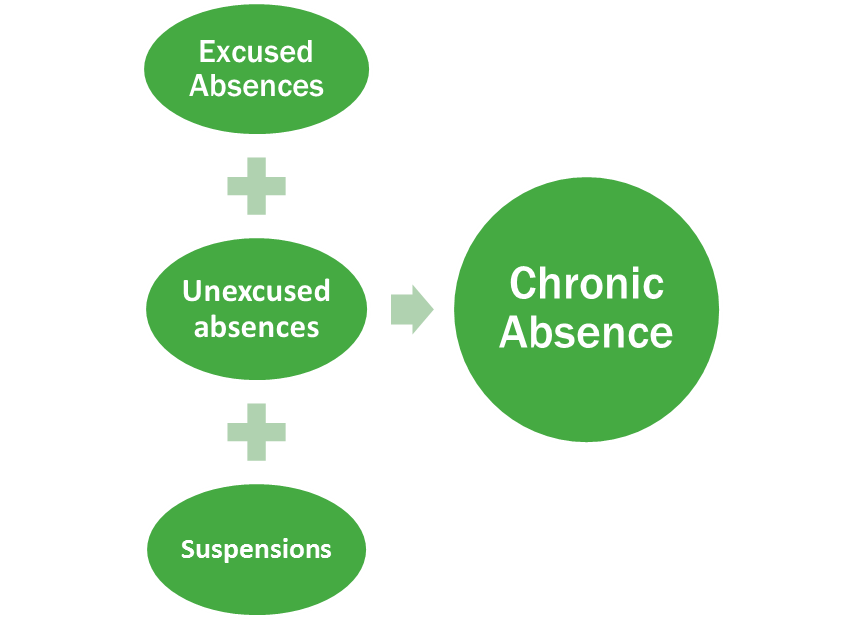 Excused
Absences
Unexcused
absences
Suspensions
Chronic
Absence